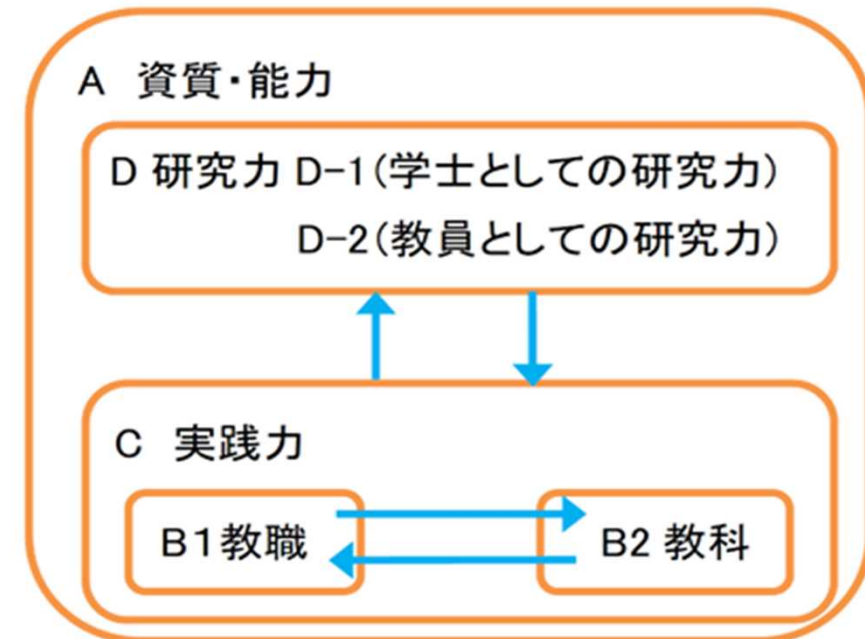 A 資質・能力
D 研究力 D-1(学士としての研究力)
D-2(教員としての研究力)
C 実践力
B1教職
B2 教科